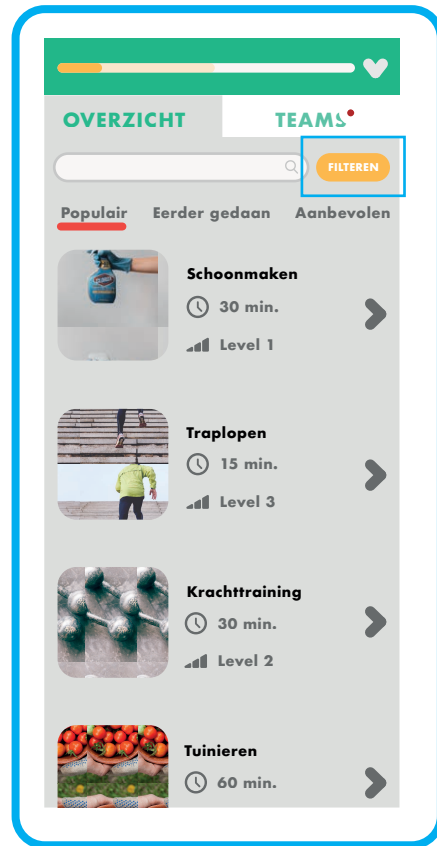 OVERZICHT TEAMS
FILTEREN
Populair Eerder gedaan Aanbevolen
Schoonmaken
30 min.
Level 1
Traplopen
15 min.
Level 3
Krachttraining
30 min.
Level 2
Tuinieren
60 min.